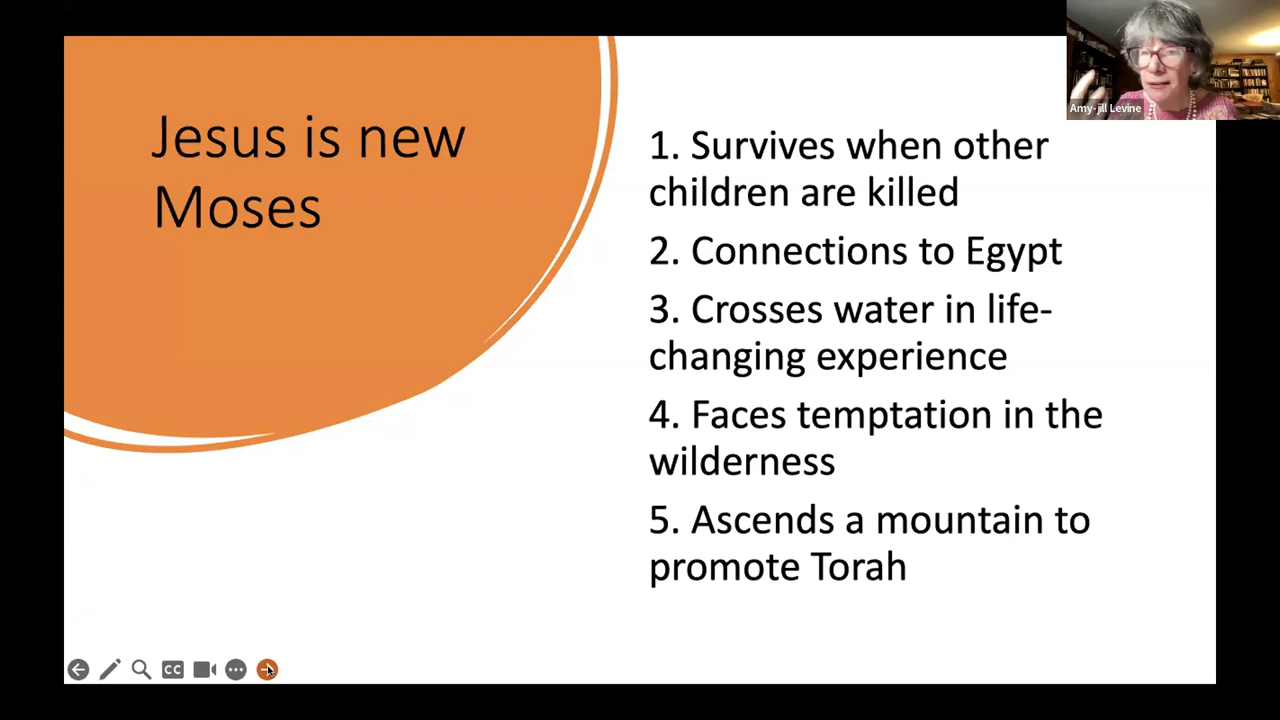 Jesus is new
Moses
1. Survives when other
children are killed
2. Connections to Egypt
3. Crosses water in life-
changing experience
4. Faces temptation in the
wilderness
5. Ascends a mountain to
promote Torah
Amy-jill Levine
CC